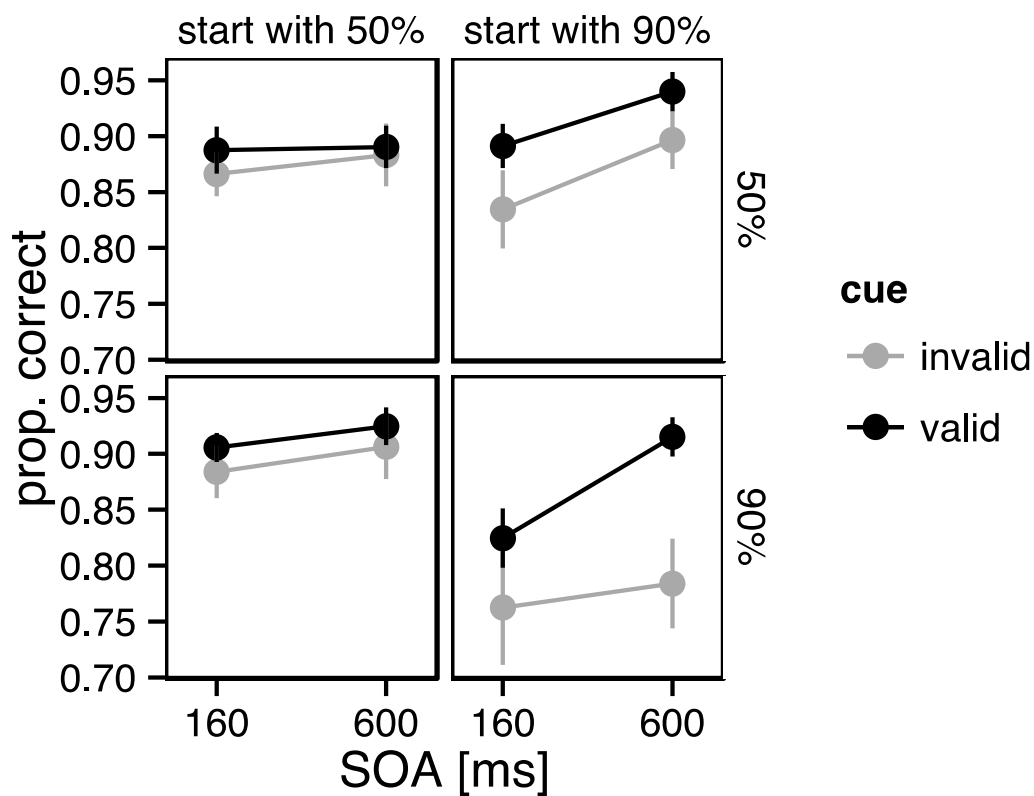 start with 50% start with 90%
0.95
0.90
0.85
0.80
0.75
0.70
50%
0.95
0.90
0.85
0.80
0.75
0.70
90%
prop. correct
160 600 160 600
SOA [ms]
cue
invalid
valid